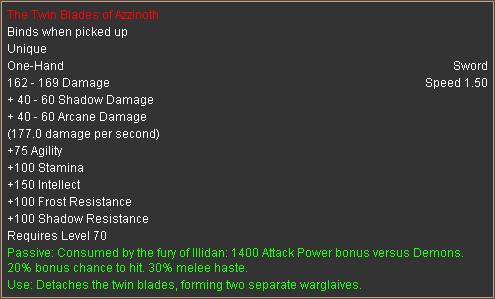 The Twin Blades of Azzinoth
Binds when picked up
Unique
One-Hand Sword
162 - 169 Damage Speed 1.50
+ 40 - 60 Shadow Damage
+ 40 - 60 Arcane Damage
(177.0 damage per second)
+75 Agility
+100 Stamina
+150 Intellect
+100 Frost Resistance
+100 Shadow Resistance
Requires Level 70
Passive: Consumed by the fury of Illidan: 1400 Attack Power bonus versus Demons.
20% bonus chance to hit. 30% melee haste.
Use: Detaches the twin blades, forming two separate warglaives.